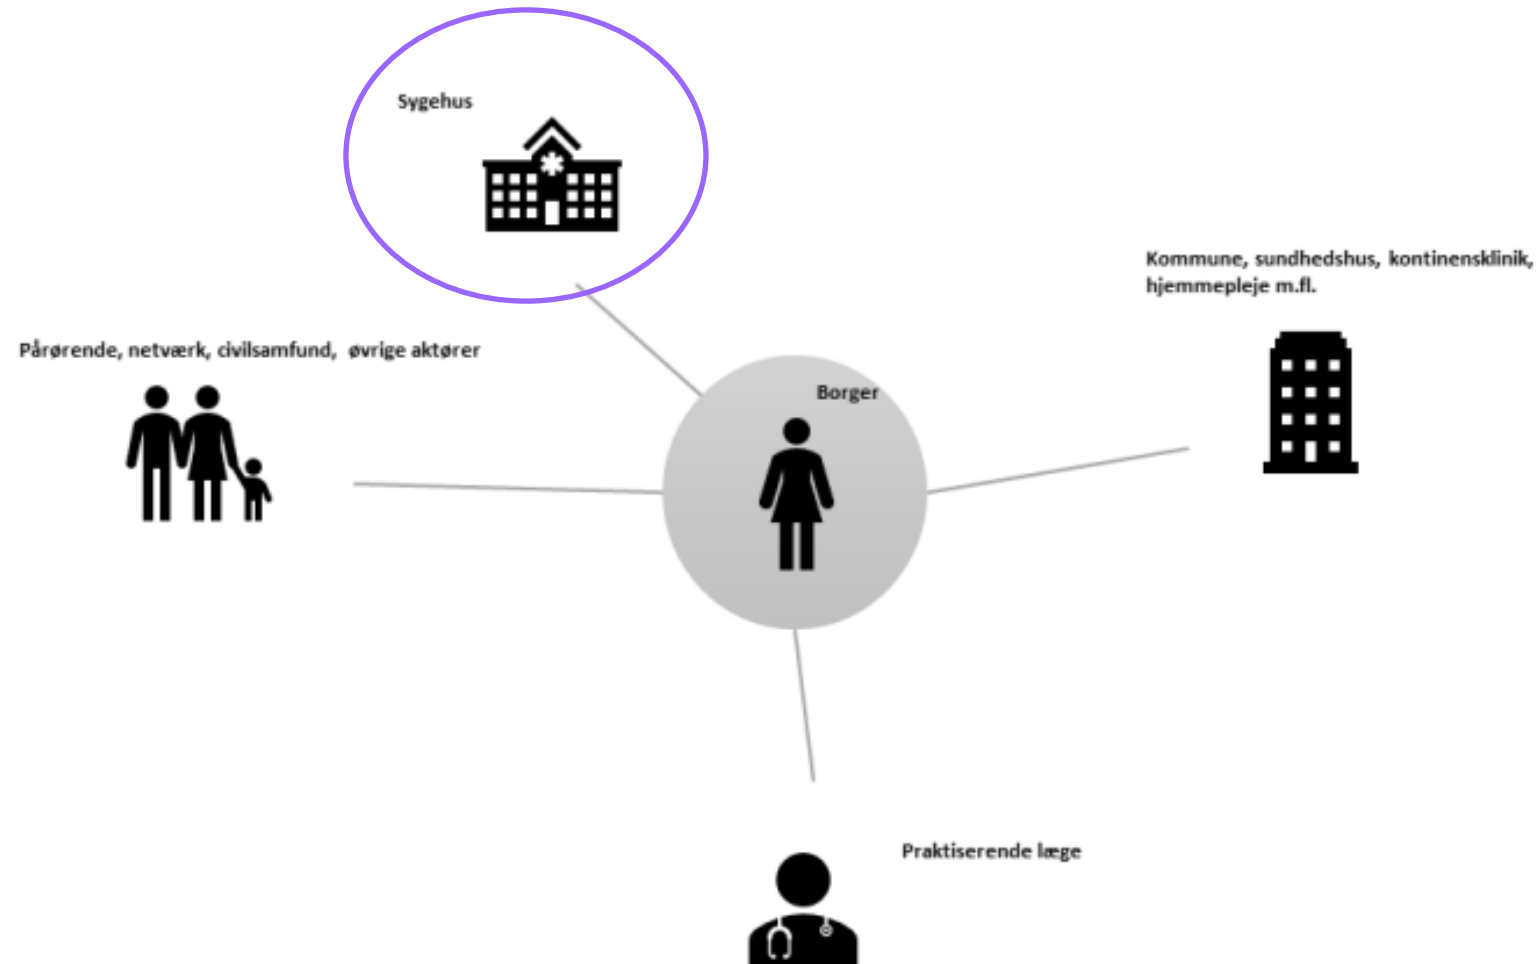 Sygehus
Kommune, sundhedshus, kontinensklinik,
hjemmepleje m.fl.
Pårørende, netværk, civilsamfund, øvrige aktører
Borger
Praktiserende læge